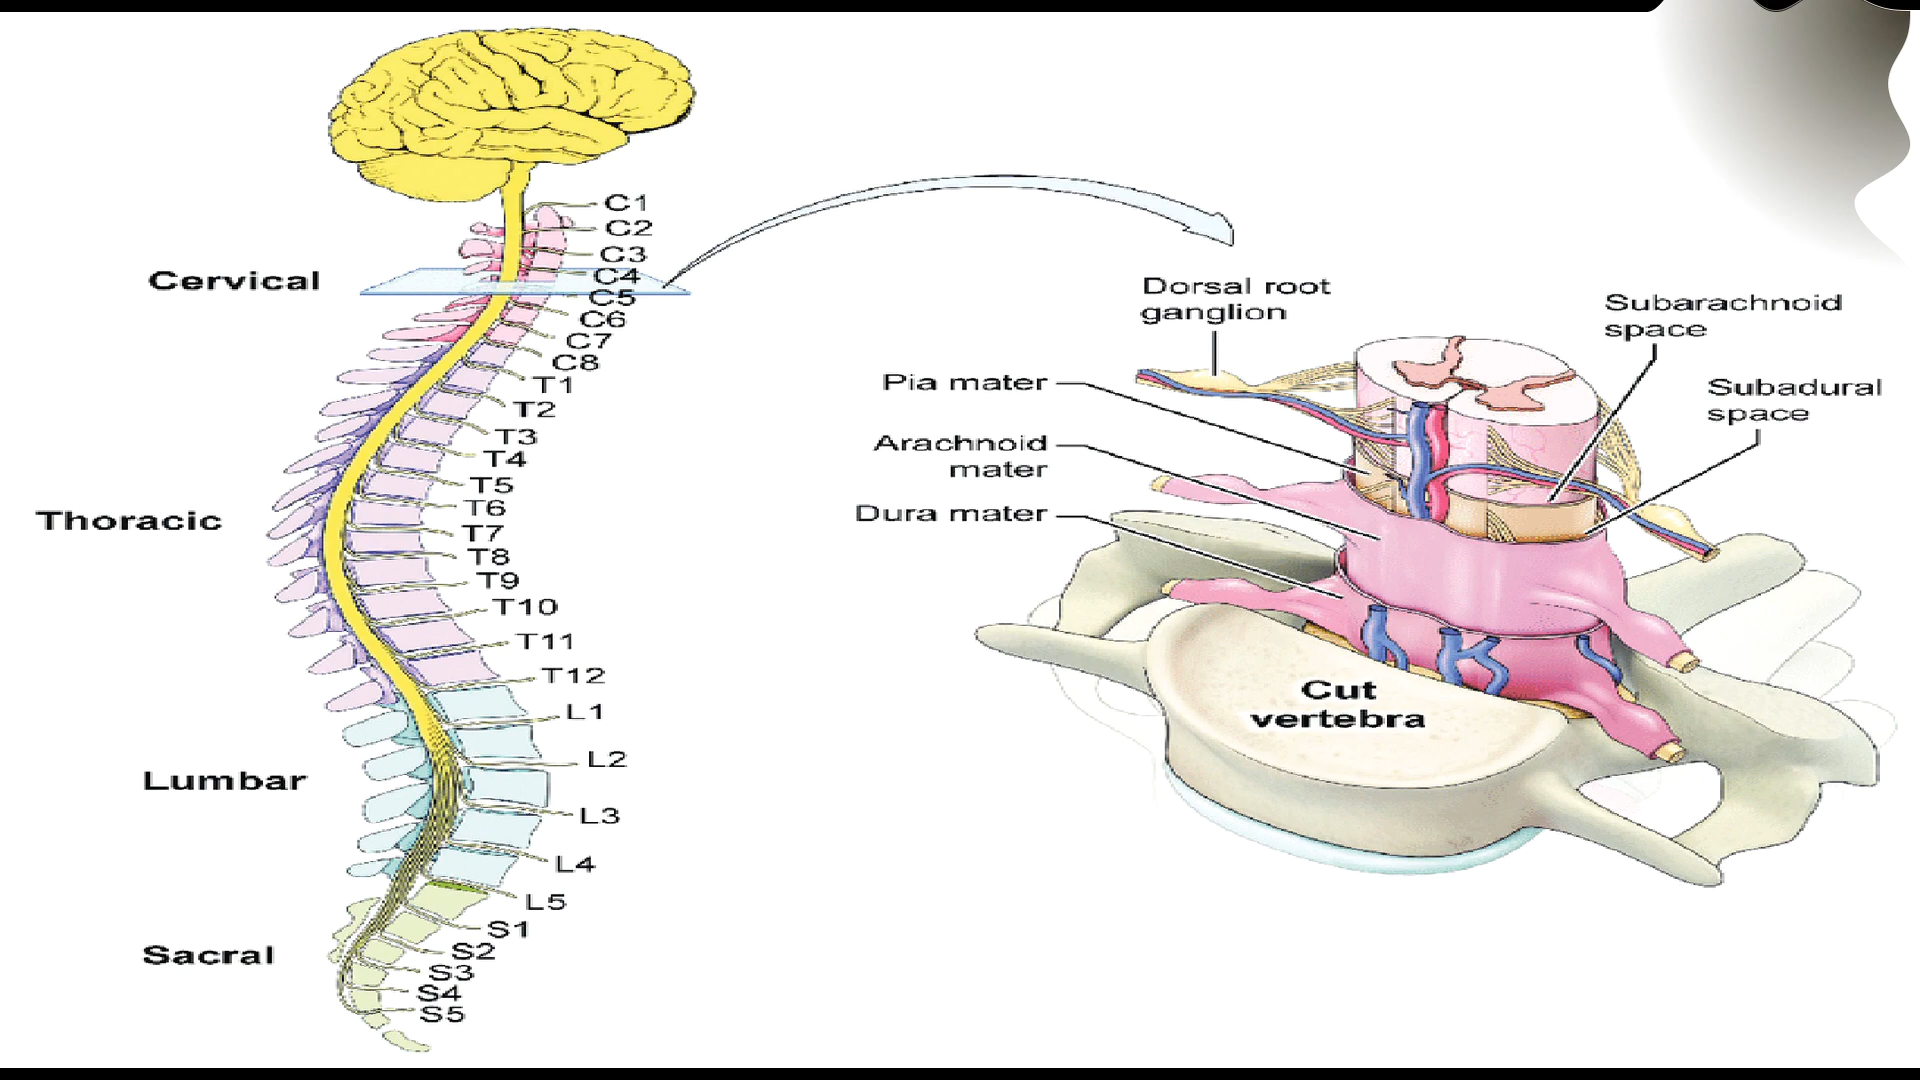 Cervical
Thoracic
Lumbar
Sacral
C1
C2
C3
C4
C5
C6
C7
C8
T1
T2
T3
T4
T5
T6
T7
T8
T9
T10
T11
T12
L1
L2
L3
L4
L5
S1
S2
S3
S4
S5
Dorsal root
ganglion
Pia mater
Arachnoid
mater
Dura mater
Subarachnoid
space
Subadural
space
Cut
vertebra